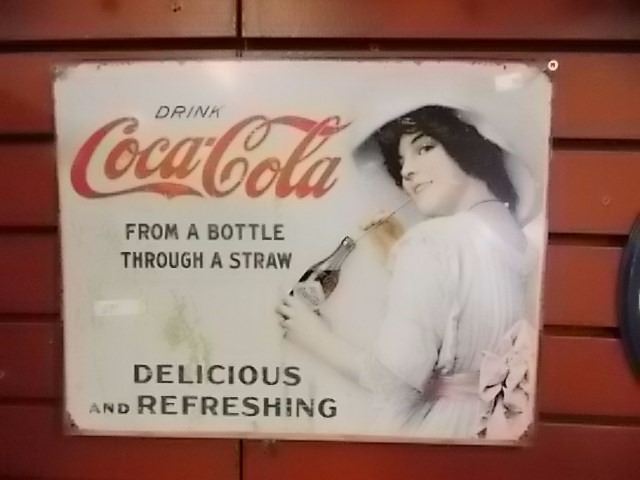 DRINK
Coca-Cola
FROM A BOTTLE
THROUGH A STRAW
DELICIOUS
AND REFRESHING